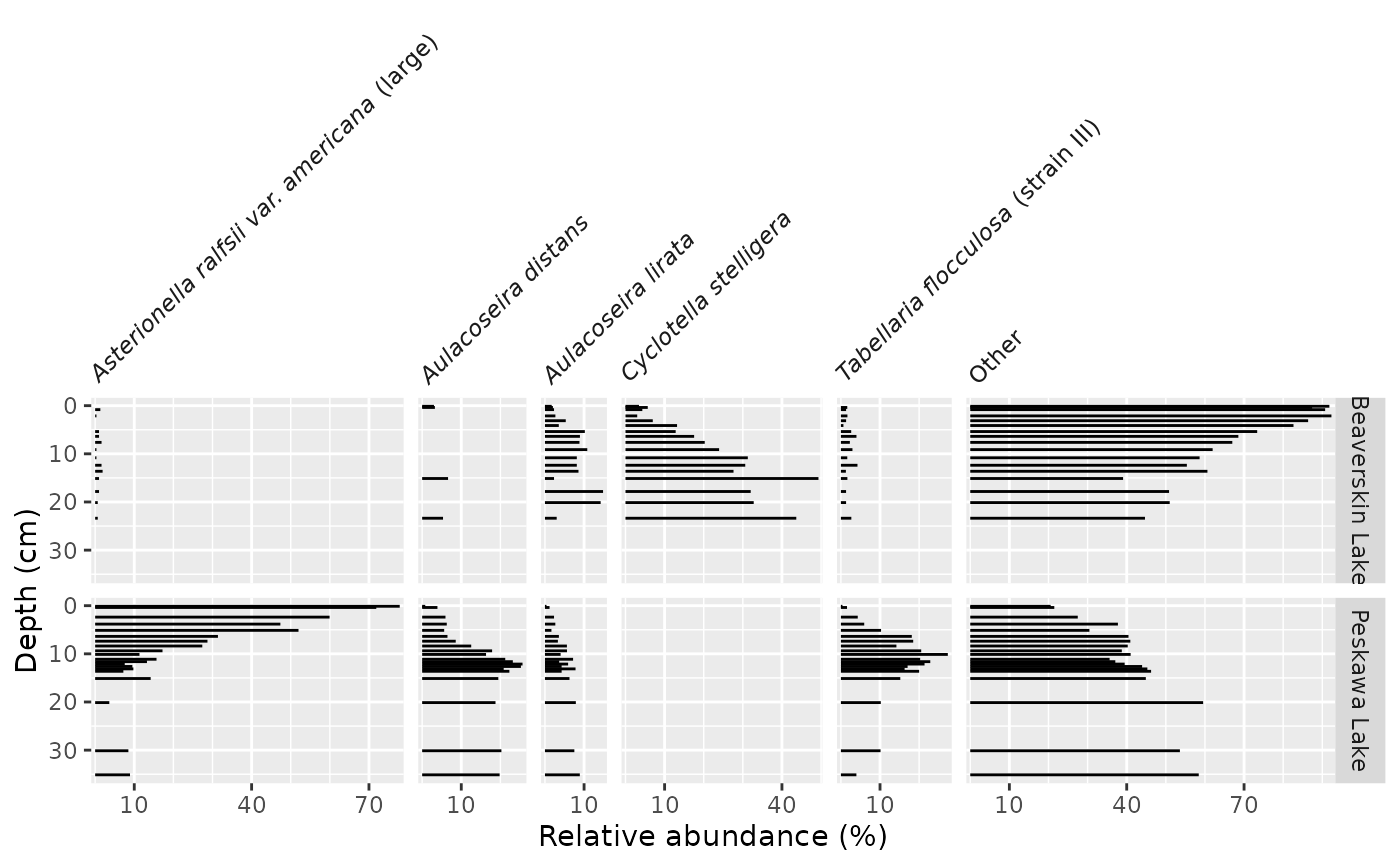 Asterionella ralfsii var. americana (large)
Aulacoseira distans
Aulacoseira lirata
Cyclotella stelligera
Tabellaria flocculosa (strain III)
Other
0
10
20
30
Beaverskin Lake
0
10
20
30
Peskawa Lake
Depth (cm)
10 40 70 10 10 10 40 10 10 40 70
Relative abundance (%)